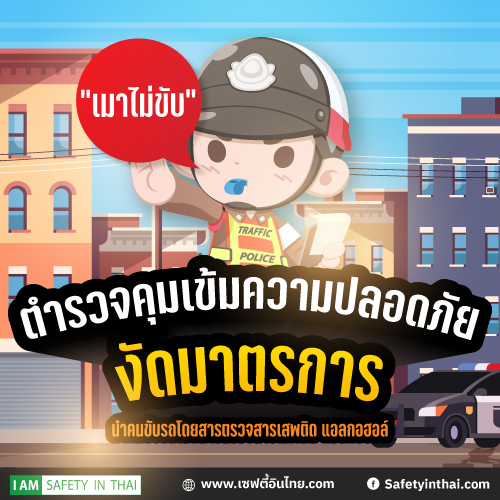 "เมาไม่ขับ"
TRAFFIC
POLICE
ตำรวจคุมเข้มความปลอดภัย
งัดมาตรการ
นำคนขับรถโดยสารตรวจสารเสพติด แอลกอฮอล์
I AM SAFETY IN THAI
www.เซฟตี้อินไทย.com
Safetyinthai.com